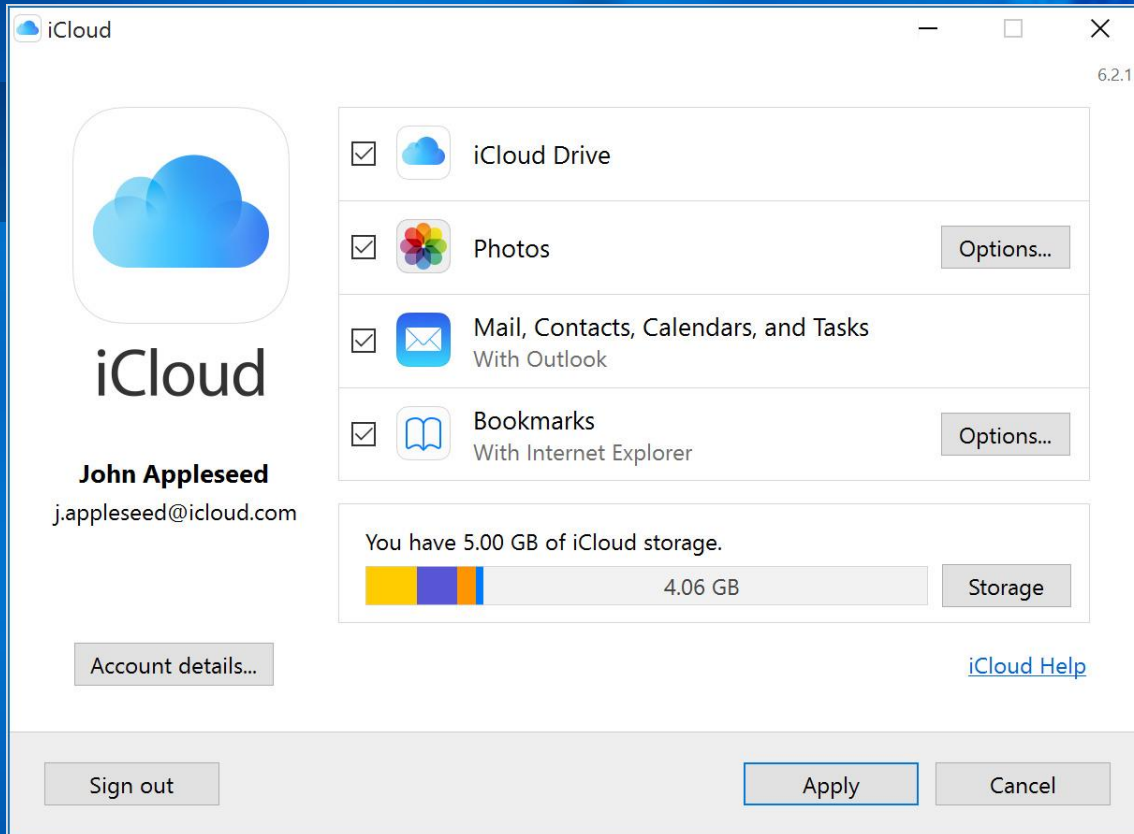 iCloud
6.2.1
iCloud
John Appleseed
j.appleseed@icloud.com
Account details...
iCloud Drive
Photos
Options...
Mail, Contacts, Calendars, and Tasks
With Outlook
Bookmarks
With Internet Explorer
Options...
You have 5.00 GB of iCloud storage.
4.06 GB
Storage
iCloud Help
Sign out
Apply
Cancel